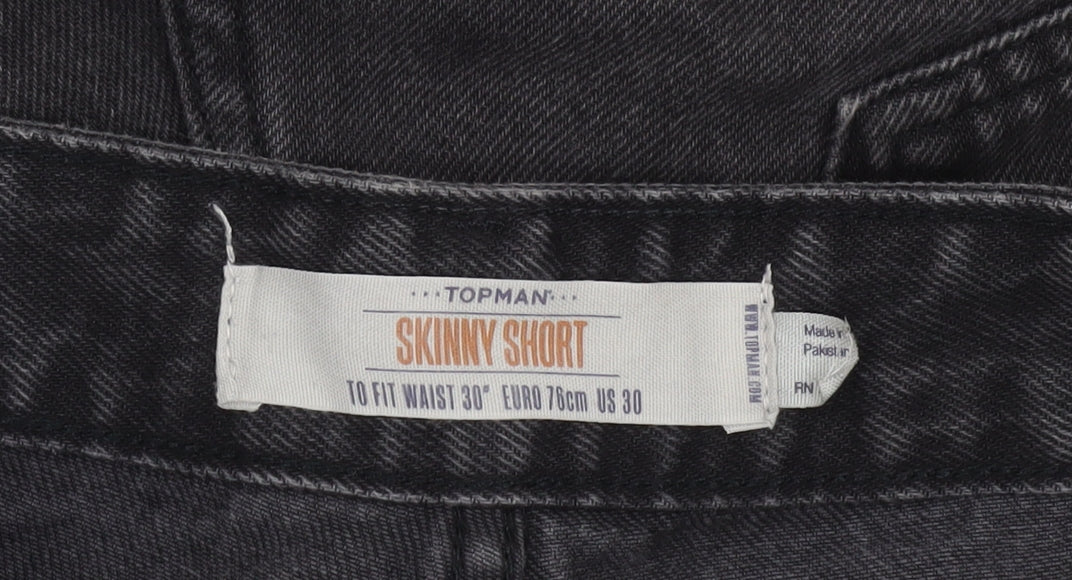 ···TOPMAN···
SKINNY SHORT
TO FIT WAIST 30" EURO 76cm US 30
WWW.TOPMAN.COM
Made in
Pakistan
RN